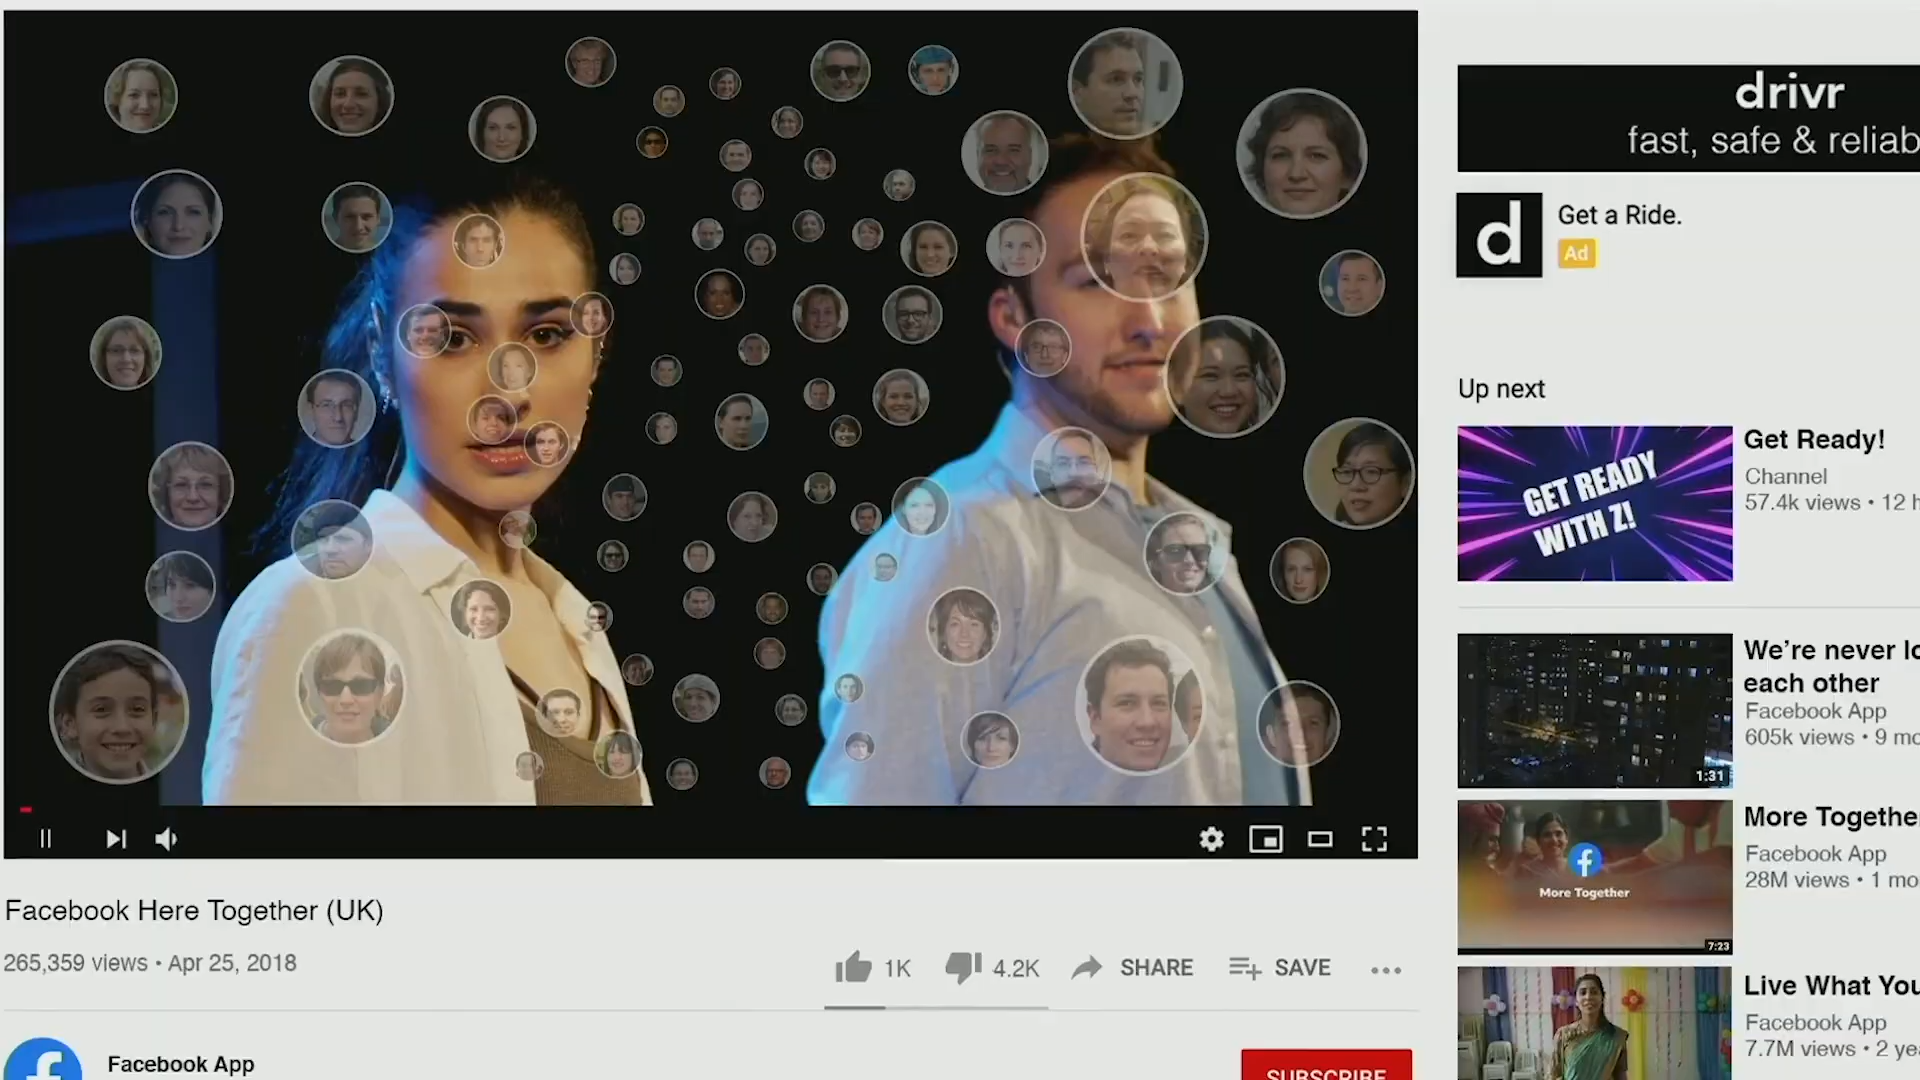 drivr
fast, safe & reliab
d
Get a Ride.
Ad
Up next
GET READY
WITH Z!
Get Ready!
Channel
57.4k views • 12 h
We’re never lo
each other
Facebook App
605k views • 9 mo
1:31
More Togethe
Facebook App
28M views • 1 mo
More Together
7:23
Live What You
Facebook App
7.7M views • 2 yea
Facebook Here Together (UK)
265,359 views • Apr 25, 2018
1K
4.2K
SHARE
SAVE
Facebook App
SUBSCRIBE